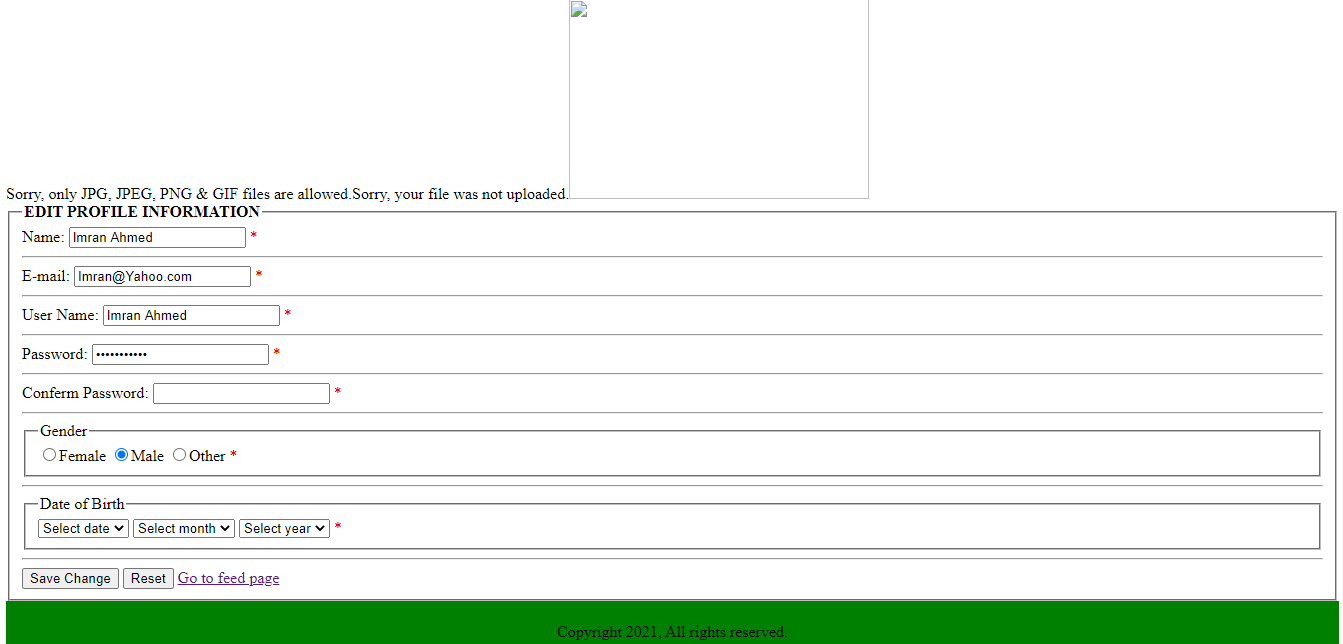 Sorry, only JPG, JPEG, PNG & GIF files are allowed.Sorry, your file was not uploaded.
EDIT PROFILE INFORMATION
Name: Imran Ahmed *
E-mail: Imran@Yahoo.com *
User Name: Imran Ahmed *
Password: ••••••••••• *
Conferm Password: *
Gender
Female Male Other *
Date of Birth
Select date Select month Select year *
Save Change Reset Go to feed page
Copyright 2021, All rights reserved.